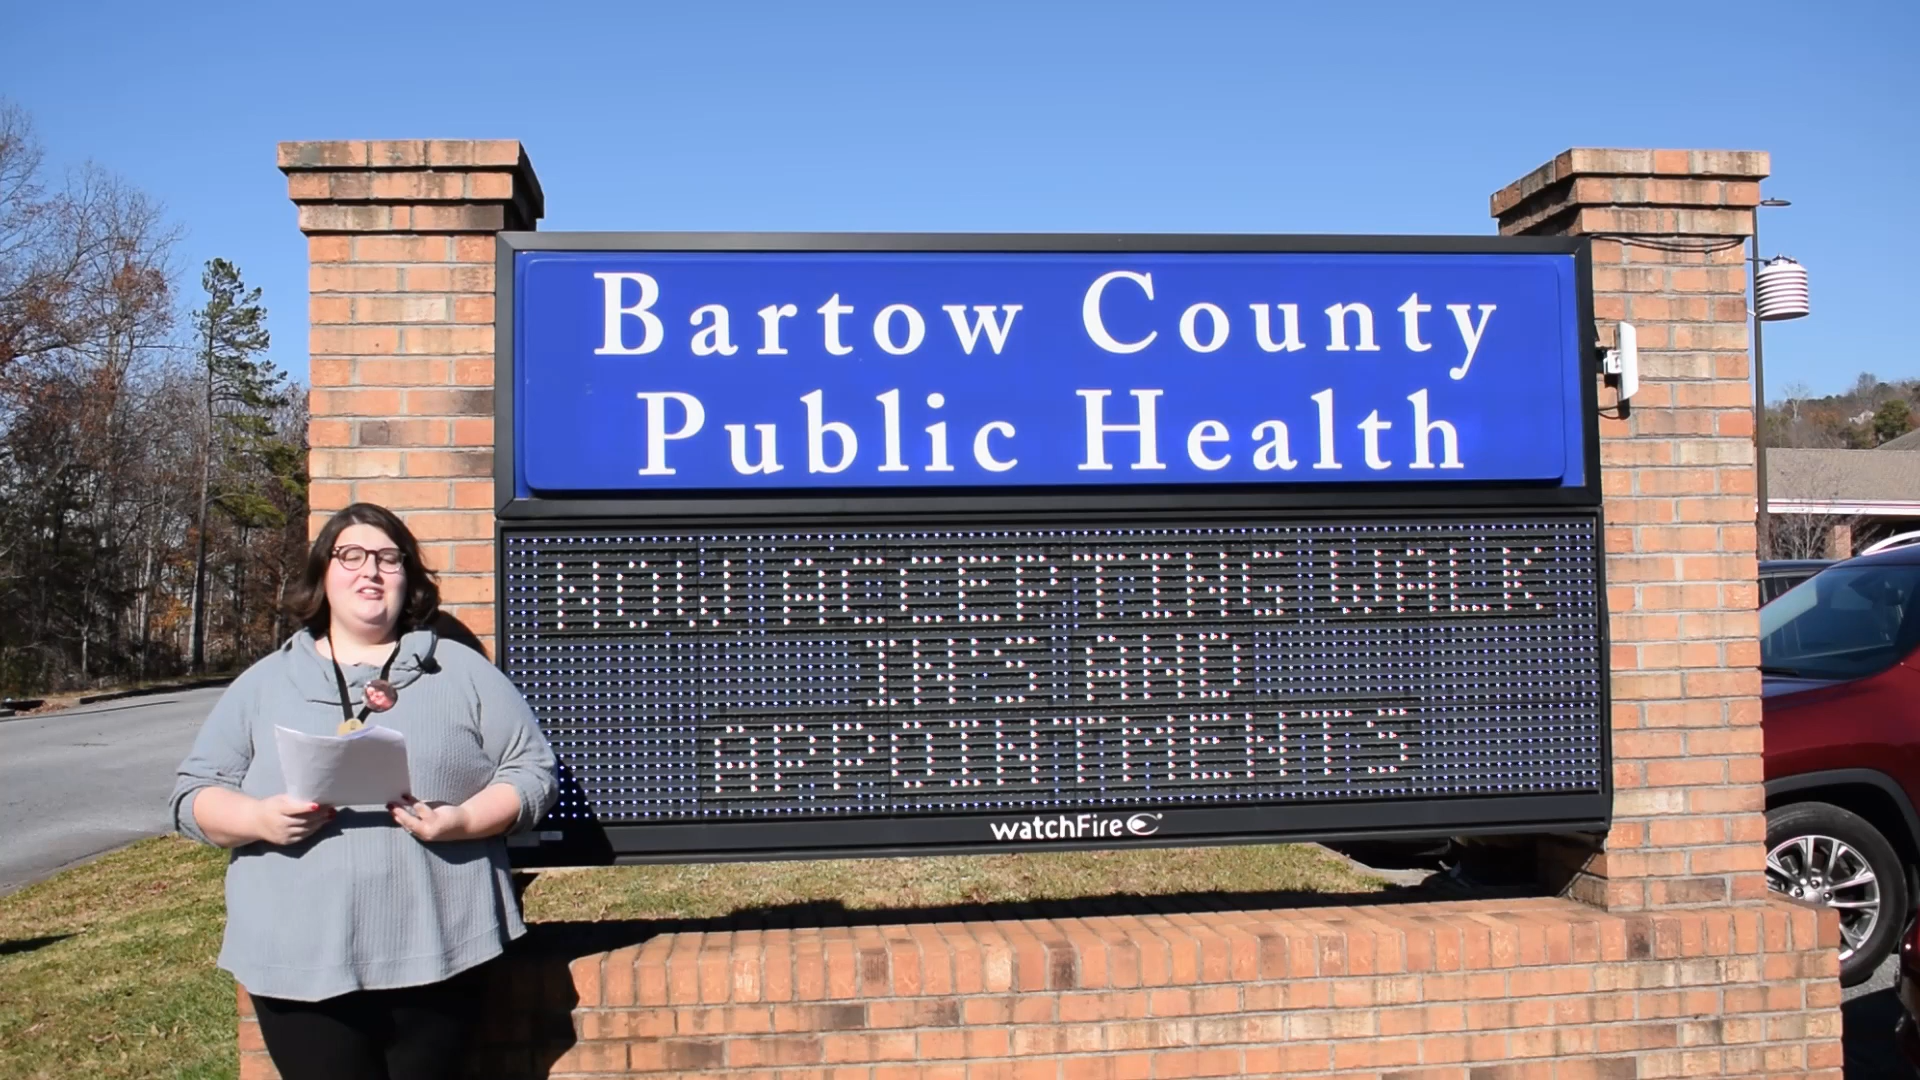 Bartow County
Public Health
NOW ACCEPTING WALK
INS AND
APPOINTMENTS
watchFire